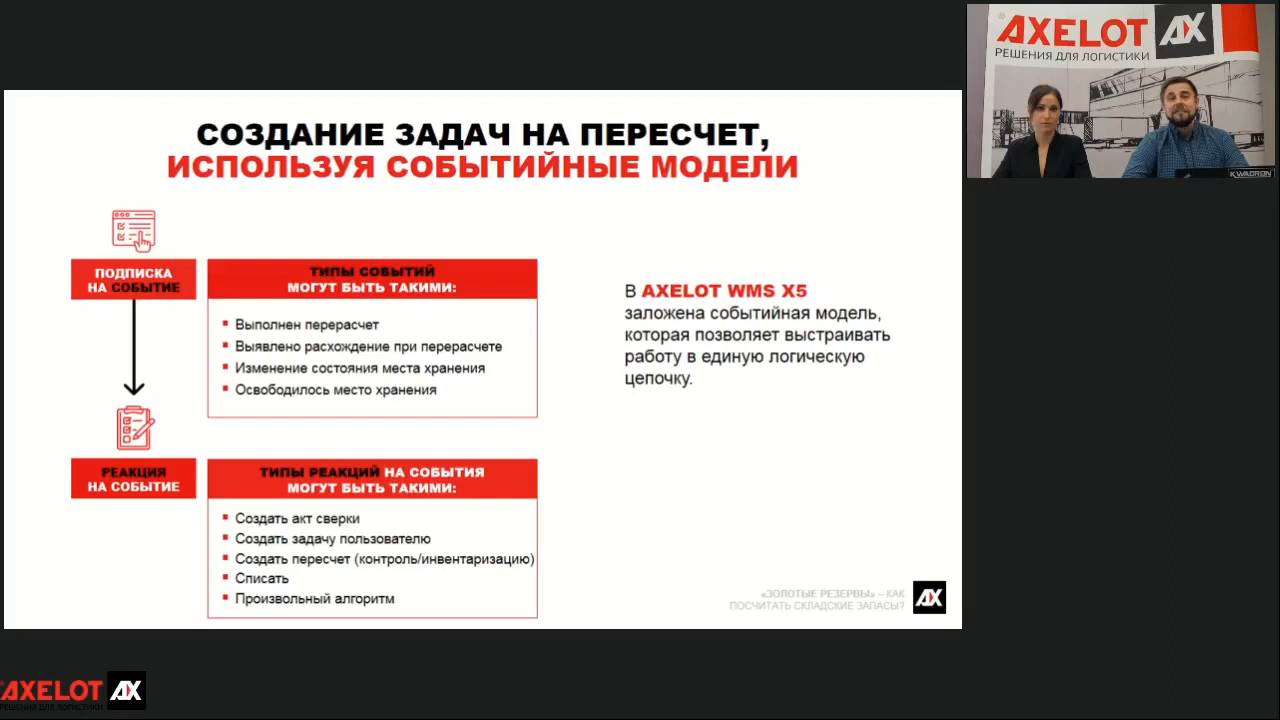 СОЗДАНИЕ ЗАДАЧ НА ПЕРЕСЧЕТ,
ИСПОЛЬЗУЯ СОБЫТИЙНЫЕ МОДЕЛИ
ПОДПИСКА
НА СОБЫТИЕ
ТИПЫ СОБЫТИЙ
МОГУТ БЫТЬ ТАКИМИ:
Выполнен перерасчет
Выявлено расхождение при перерасчете
Изменение состояния места хранения
Освободилось место хранения
РЕАКЦИЯ
НА СОБЫТИЕ
ТИПЫ РЕАКЦИЙ НА СОБЫТИЯ
МОГУТ БЫТЬ ТАКИМИ:
Создать акт сверки
Создать задачу пользователю
Создать пересчет (контроль/инвентаризацию)
Списать
Произвольный алгоритм
В AXELOT WMS X5
заложена событийная модель,
которая позволяет выстраивать
работу в единую логическую
цепочку.
«ЗОЛОТЫЕ РЕЗЕРВЫ» – КАК
ПОСЧИТАТЬ СКЛАДСКИЕ ЗАПАСЫ?
AX
AXELOT AX
РЕШЕНИЯ ДЛЯ ЛОГИСТИКИ
KWADRON
AXELOT AX
РЕШЕНИЯ ДЛЯ ЛОГИСТИКИ